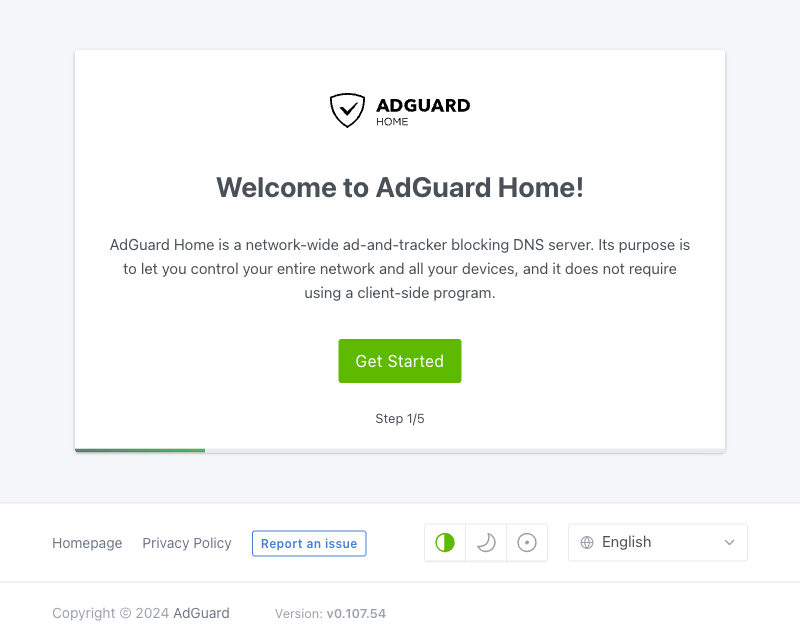 ADGUARD
HOME
Welcome to AdGuard Home!
AdGuard Home is a network-wide ad-and-tracker blocking DNS server. Its purpose is
to let you control your entire network and all your devices, and it does not require
using a client-side program.
Get Started
Step 1/5
Homepage Privacy Policy Report an issue English
Copyright © 2024 AdGuard Version: v0.107.54